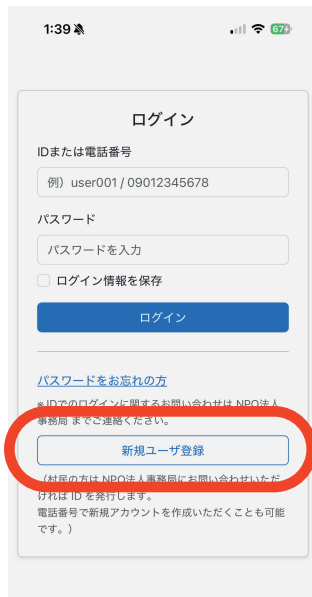 1:39
67
ログイン
IDまたは電話番号
例）user001 / 09012345678
パスワード
パスワードを入力
ログイン情報を保存
ログイン
パスワードをお忘れの方
※IDでのログインに関するお問い合わせは NPO法人
事務局 までご連絡ください。
新規ユーザ登録
（村民の方は NPO法人事務局にお問い合わせいただ
ければ ID を発行します。
電話番号で新規アカウントを作成いただくことも可能
です。）